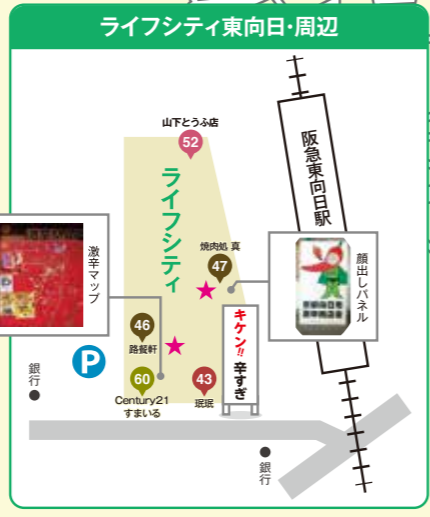 ライフシティ東向日・周辺
山下とうふ店
52
阪急東向日駅
ライフシティ
焼肉処 真
47
激辛マップ
顔出しパネル
キケン!! 辛すぎ
46
路餐軒
P
銀行
60
Century21
すまいる
43
珉珉
銀行